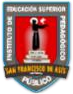 INSTITUTO DE EDUCACIÓN SUPERIOR PEDAGÓGICO
SAN FRANCISCO DE ASIS
PÚBLICO